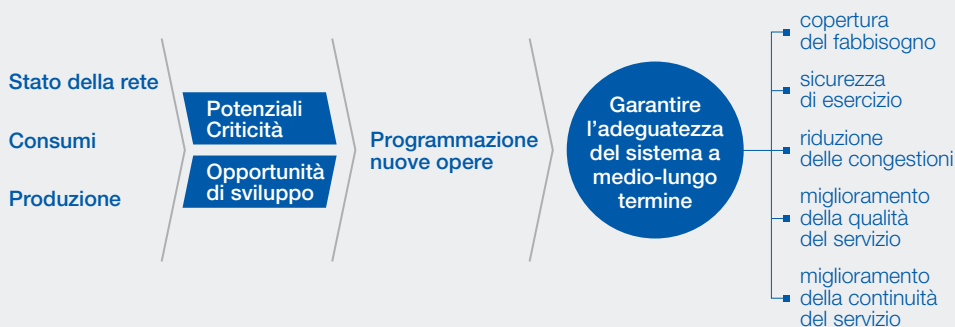 Stato della rete
Consumi
Produzione
Potenziali
Criticità
Opportunità
di sviluppo
Programmazione
nuove opere
Garantire
l’adeguatezza
del sistema a
medio-lungo
termine
copertura
del fabbisogno
sicurezza
di esercizio
riduzione
delle congestioni
miglioramento
della qualità
del servizio
miglioramento
della continuità
del servizio